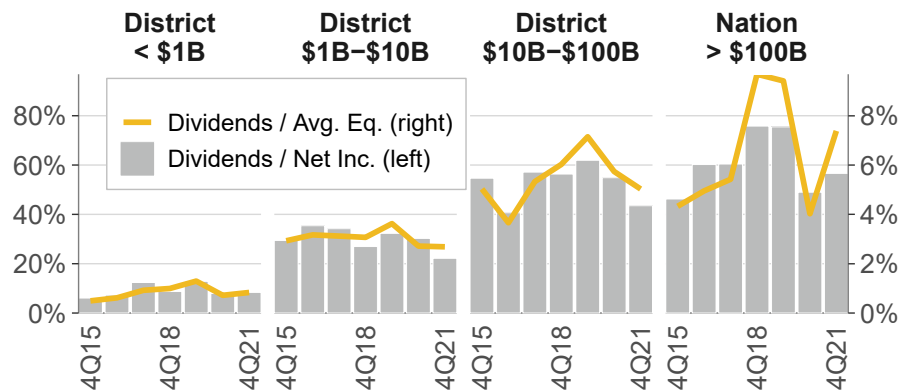 District
< $1B
District
$1B–$10B
District
$10B–$100B
Nation
> $100B
80%
60%
40%
20%
0%
Dividends / Avg. Eq. (right)
Dividends / Net Inc. (left)
8%
6%
4%
2%
0%
4Q15
4Q18
4Q21
4Q15
4Q18
4Q21
4Q15
4Q18
4Q21
4Q15
4Q18
4Q21